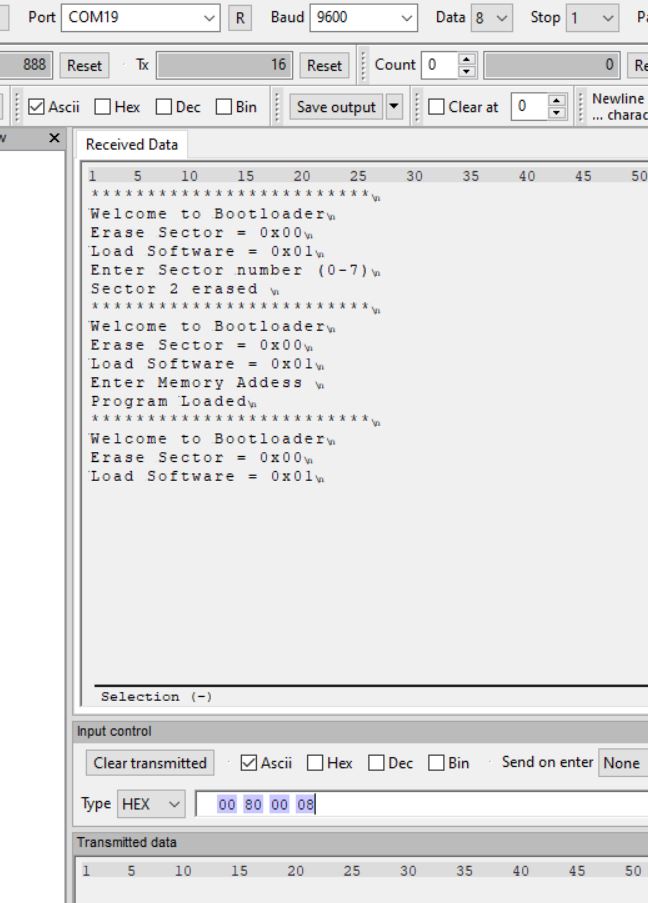 Port COM19 R Baud 9600 Data 8 Stop 1 Pa
888 Reset Tx 16 Reset Count 0 0 Re
Ascii Hex Dec Bin Save output Clear at 0 Newline
... charac
w X Received Data
1 5 10 15 20 25 30 35 40 45 50
*************************\n
Welcome to Bootloader\n
Erase Sector = 0x00\n
Load Software = 0x01\n
Enter Sector number (0-7)\n
Sector 2 erased \n
*************************\n
Welcome to Bootloader\n
Erase Sector = 0x00\n
Load Software = 0x01\n
Enter Memory Addess \n
Program Loaded\n
*************************\n
Welcome to Bootloader\n
Erase Sector = 0x00\n
Load Software = 0x01\n
Selection (-)
Input control
Clear transmitted Ascii Hex Dec Bin Send on enter None
Type HEX 00 80 00 08
Transmitted data
1 5 10 15 20 25 30 35 40 45 50